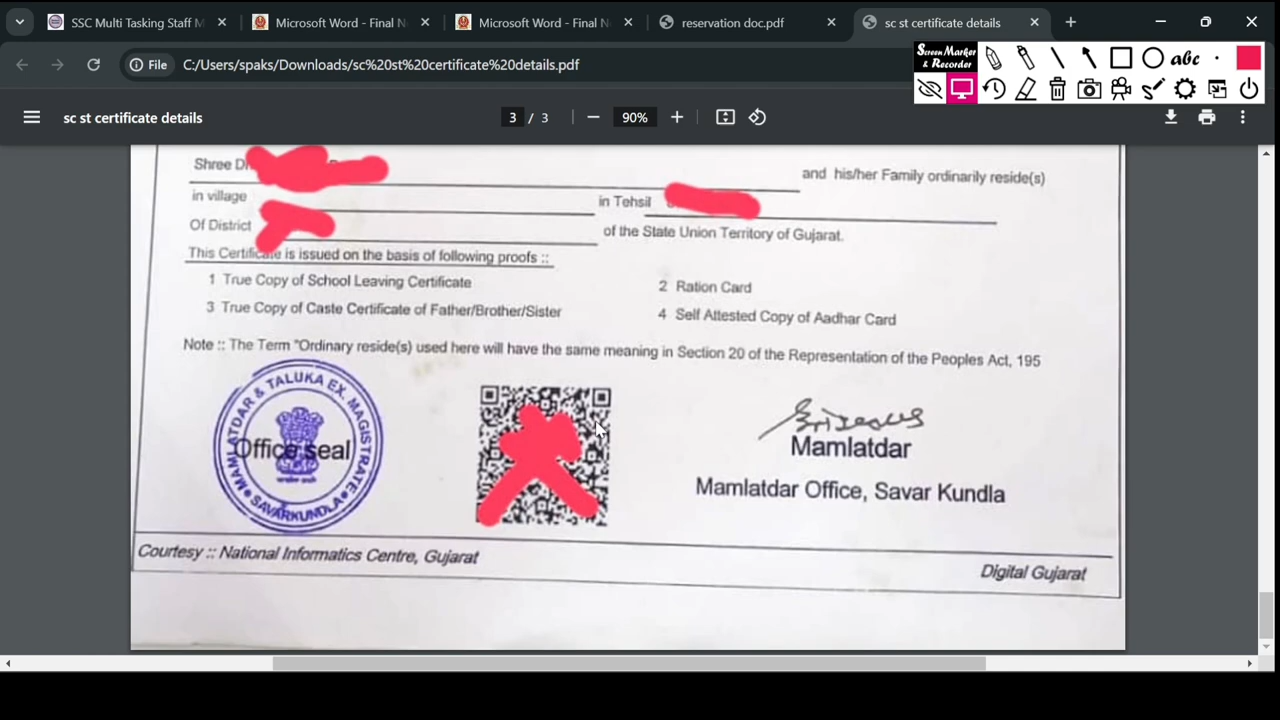 SSC Multi Tasking Staff M
Microsoft Word - Final N
Microsoft Word - Final N
reservation doc.pdf
sc st certificate details
File
C:/Users/spaks/Downloads/sc%20st%20certificate%20details.pdf
Screen Marker
& Recorder
abc
sc st certificate details
3 / 3
90%
Shree
and his/her Family ordinarily reside(s)
in village
in Tehsil
Of District
of the State Union Territory of Gujarat.
This Certificate is issued on the basis of following proofs ::
1 True Copy of School Leaving Certificate
2 Ration Card
3 True Copy of Caste Certificate of Father/Brother/Sister
4 Self Attested Copy of Aadhar Card
Note :: The Term "Ordinary reside(s) used here will have the same meaning in Section 20 of the Representation of the Peoples Act, 195
MAMLATDAR & TALUKA EX. MAGISTRATE
Office seal
SAVARKUNDLA
Mamlatdar
Mamlatdar Office, Savar Kundla
Courtesy :: National Informatics Centre, Gujarat
Digital Gujarat